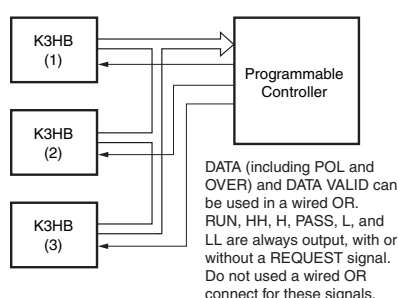 K3HB
(1)
Programmable
Controller
K3HB
(2)
K3HB
(3)
DATA (including POL and
OVER) and DATA VALID can
be used in a wired OR.
RUN, HH, H, PASS, L, and
LL are always output, with or
without a REQUEST signal.
Do not used a wired OR
connect for these signals.